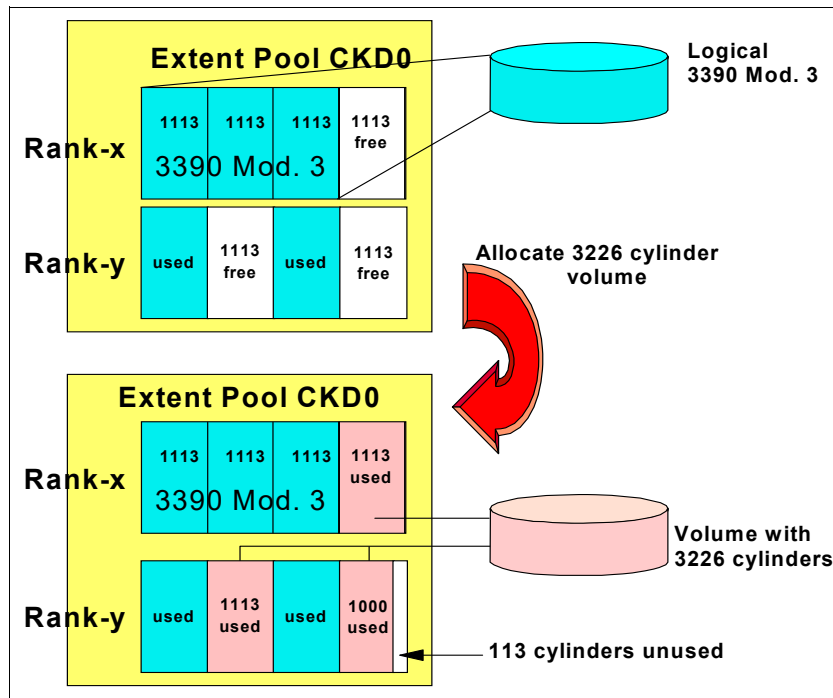 Extent Pool CKD0
Logical
3390 Mod. 3
1113 1113 1113 1113
free
Rank-x
3390 Mod. 3
Rank-y
used 1113 used 1113
free free
Allocate 3226 cylinder
volume
Extent Pool CKD0
1113 1113 1113 1113
used
Rank-x
3390 Mod. 3
Volume with
3226 cylinders
Rank-y
used 1113 used 1000
used used
113 cylinders unused